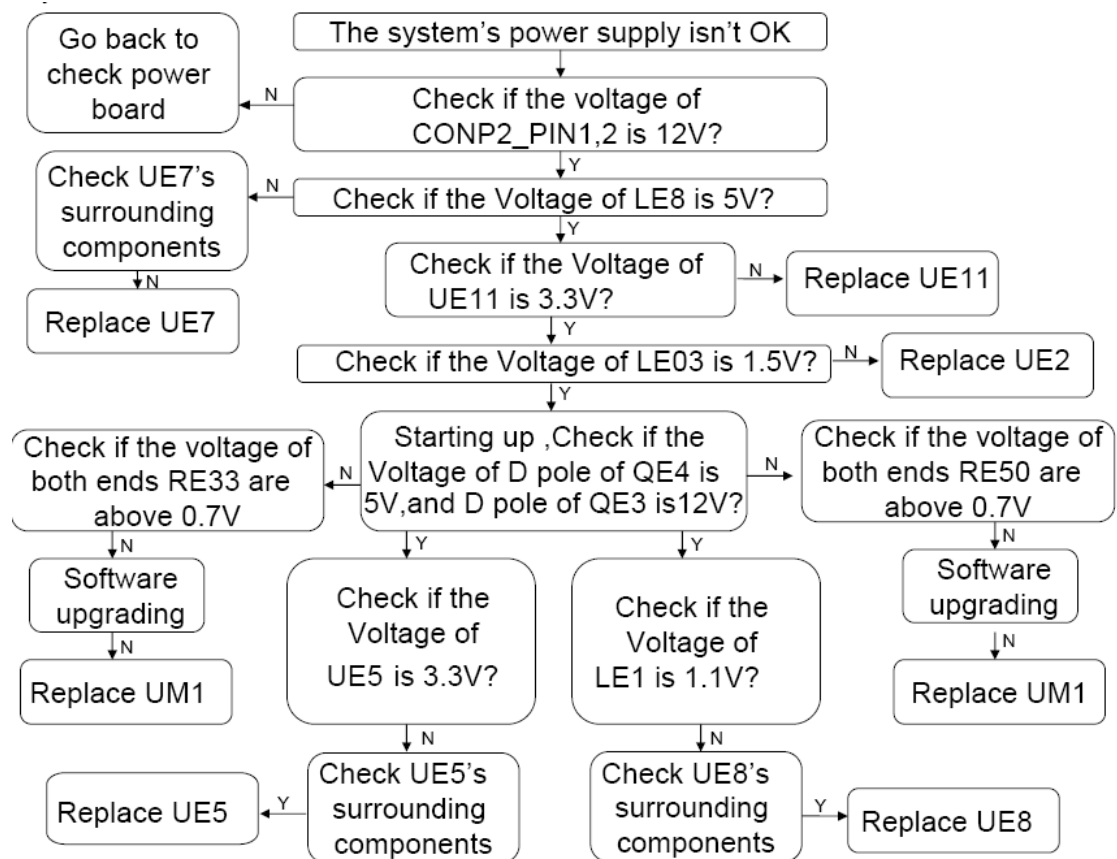 The system's power supply isn't OK
Go back to
check power
board
N
Check if the voltage of
CONP2_PIN1,2 is 12V?
Y
Check UE7's
surrounding
components
N
Check if the Voltage of LE8 is 5V?
Y
N
Replace UE7
Check if the Voltage of
UE11 is 3.3V?
N
Replace UE11
Y
Check if the Voltage of LE03 is 1.5V?
N
Replace UE2
Y
Check if the voltage of
both ends RE33 are
above 0.7V
N
Starting up ,Check if the
Voltage of D pole of QE4 is
5V,and D pole of QE3 is12V?
N
Check if the voltage of
both ends RE50 are
above 0.7V
N
Software
upgrading
N
Replace UM1
Y
Check if the
Voltage of
UE5 is 3.3V?
Y
Check if the
Voltage of
LE1 is 1.1V?
N
Software
upgrading
N
Replace UM1
N
Check UE5's
surrounding
components
Y
Replace UE5
N
Check UE8's
surrounding
components
Y
Replace UE8